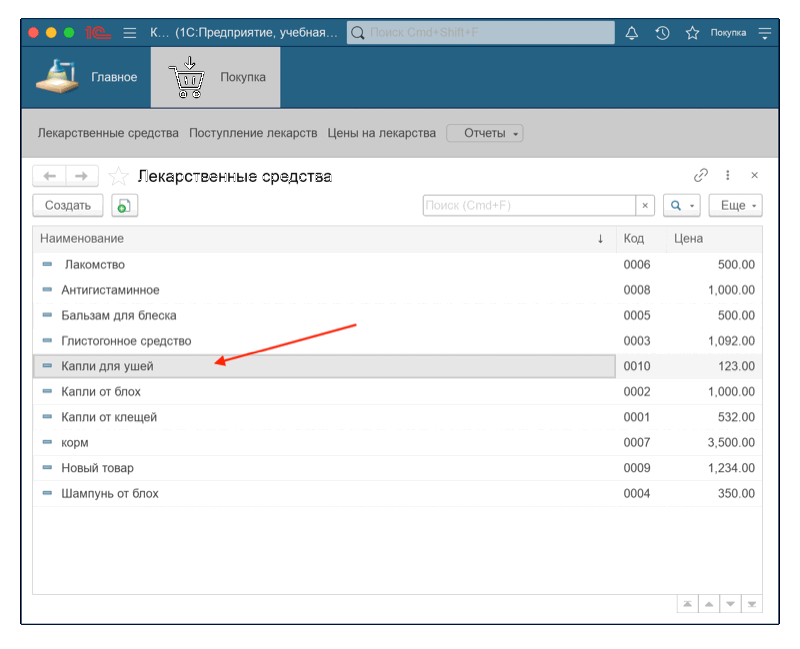 1С К... (1С:Предприятие, учебная... Поиск Cmd+Shift+F Покупка
Главное Покупка
Лекарственные средства Поступление лекарств Цены на лекарства Отчеты
Лекарственные средства
Создать Поиск (Cmd+F) × Еще
Наименование ↓ Код Цена
Лакомство 0006 500.00
Антигистаминное 0008 1,000.00
Бальзам для блеска 0005 500.00
Глистогонное средство 0003 1,092.00
Капли для ушей 0010 123.00
Капли от блох 0002 1,000.00
Капли от клещей 0001 532.00
корм 0007 3,500.00
Новый товар 0009 1,234.00
Шампунь от блох 0004 350.00